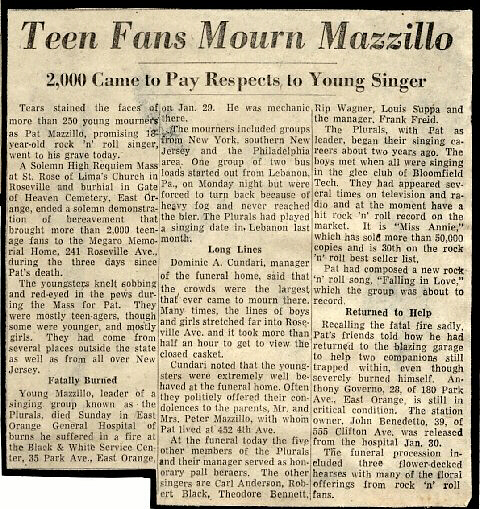 Teen Fans Mourn Mazzillo
2,000 Came to Pay Respects to Young Singer
Tears stained the faces of
more than 250 young mourners
as Pat Mazzillo, promising 18-
year-old rock 'n' roll singer,
went to his grave today.
A Solemn High Requiem Mass
at St. Rose of Lima's Church in
Roseville and burial in Gate
of Heaven Cemetery, East Or-
ange, ended a solemn demonstra-
tion of bereavement that
brought more than 2,000 teen-
age fans to the Megaro Memo-
rial Home, 241 Roseville Ave.,
during the three days since
Pat's death.
The youngsters knelt sobbing
and red-eyed in the pews dur-
ing the Mass for Pat. They
were mostly teen-agers, though
some were younger, and mostly
girls. They had come from
several places outside the state
as well as from all over New
Jersey.
Fatally Burned
Young Mazzillo, leader of a
singing group known as the
Plurals, died Sunday in East
Orange General Hospital of
burns he suffered in a fire at
the Black & White Service Cen-
ter, 35 Park Ave., East Orange,
on Jan. 29. He was mechanic
there.
The mourners included groups
from New York, southern New
Jersey and the Philadelphia
area. One group of two bus
loads started out from Lebanon,
Pa., on Monday night but were
forced to turn back because of
heavy fog and never reached
the bier. The Plurals had played
a singing date in Lebanon last
month.
Long Lines
Dominic A. Cundari, manager
of the funeral home, said that
the crowds were the largest
that ever came to mourn there.
Many times, the lines of boys
and girls stretched far into Rose-
ville Ave. and it took more than
half an hour to get to view the
closed casket.
Cundari noted that the young-
sters were extremely well be-
haved at the funeral home. Often
they politely offered their con-
dolences to the parents, Mr. and
Mrs. Peter Mazzillo, with whom
Pat lived at 452 4th Ave.
At the funeral today the five
other members of the Plurals
and their manager served as hon-
orary pall beraers. The other
singers are Carl Anderson, Rob-
ert Black, Theodore Bennett,
Rip Wagner, Louis Suppa and
the manager, Frank Freid.
The Plurals, with Pat as
leader, began their singing ca-
reers about two years ago. The
boys met when all were singing
in the glee club of Bloomfield
Tech. They had appeared sev-
eral times on television and ra-
dio and at the moment have a
hit rock 'n' roll record on the
market. It is "Miss Annie,"
which has sold more than 50,000
copies and is 30th on the rock
'n' roll best seller list.
Pat had composed a new rock
'n' roll song, "Falling in Love,"
which the group was about to
record.
Returned to Help
Recalling the fatal fire sadly,
Pat's friends told how he had
returned to the blazing garage
to help two companions still
trapped within, even though
severely burned himself. An-
thony Governo, 28, of 180 Park
Ave., East Orange, is still in
critical condition. The station
owner, John Benedetto, 39, of
555 Clifton Ave. was released
from the hospital Jan. 30.
The funeral procession in-
cluded three flower-decked
hearses with many of the floral
offerings from rock 'n' roll
fans.